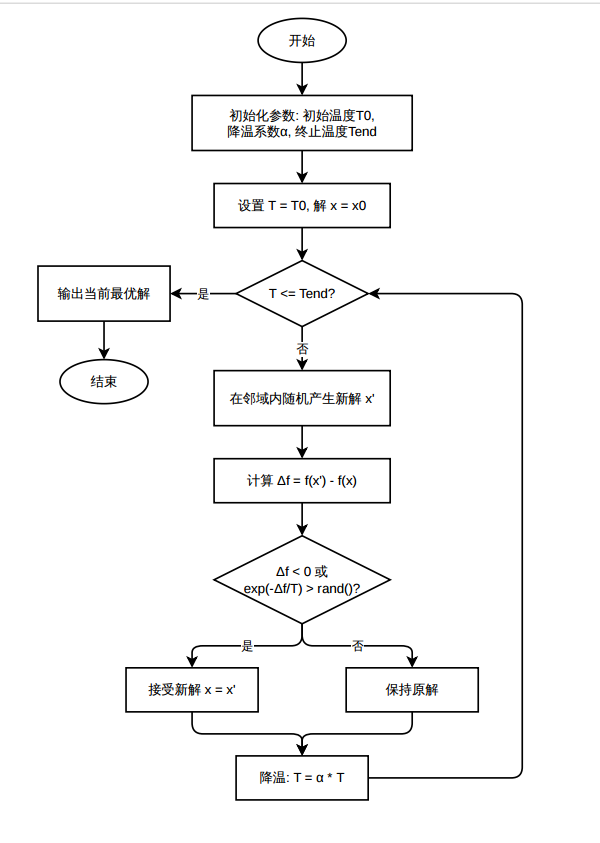 开始
初始化参数: 初始温度T0,
降温系数α, 终止温度Tend
设置 T = T0, 解 x = x0
T <= Tend?
是
输出当前最优解
结束
否
在邻域内随机产生新解 x'
计算 Δf = f(x') - f(x)
Δf < 0 或
exp(-Δf/T) > rand()?
是
否
接受新解 x = x'
保持原解
降温: T = α * T